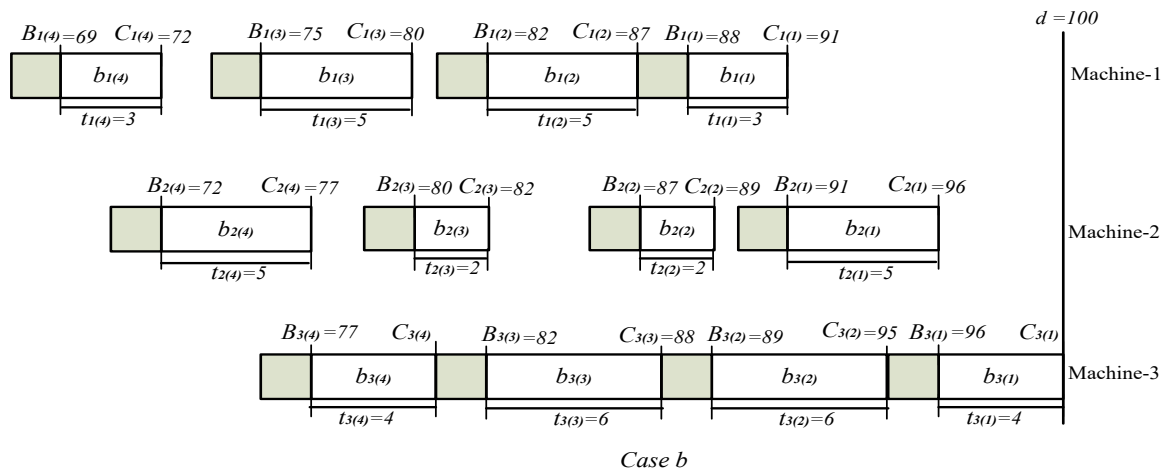 d =100
B1(4)=69 C1(4)=72 B1(3)=75 C1(3)=80 B1(2)=82 C1(2)=87 B1(1)=88 C1(1)=91
b1(4) b1(3) b1(2) b1(1) Machine-1
t1(4)=3 t1(3)=5 t1(2)=5 t1(1)=3
B2(4)=72 C2(4)=77 B2(3)=80 C2(3)=82 B2(2)=87 C2(2)=89 B2(1)=91 C2(1)=96
b2(4) b2(3) b2(2) b2(1) Machine-2
t2(4)=5 t2(3)=2 t2(2)=2 t2(1)=5
B3(4)=77 C3(4) B3(3)=82 C3(3)=88 B3(2)=89 C3(2)=95 B3(1)=96 C3(1)
b3(4) b3(3) b3(2) b3(1) Machine-3
t3(4)=4 t3(3)=6 t3(2)=6 t3(1)=4
Case b